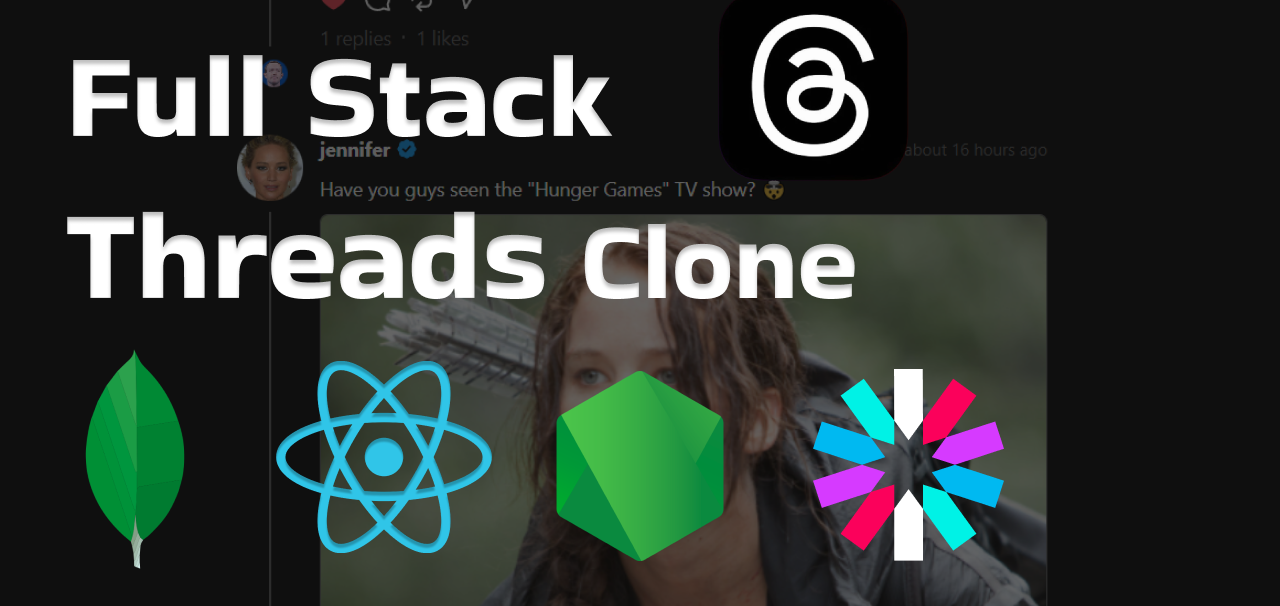 1 replies · 1 likes
Full Stack
jennifer
about 16 hours ago
Have you guys seen the "Hunger Games" TV show? 🤯
Threads Clone